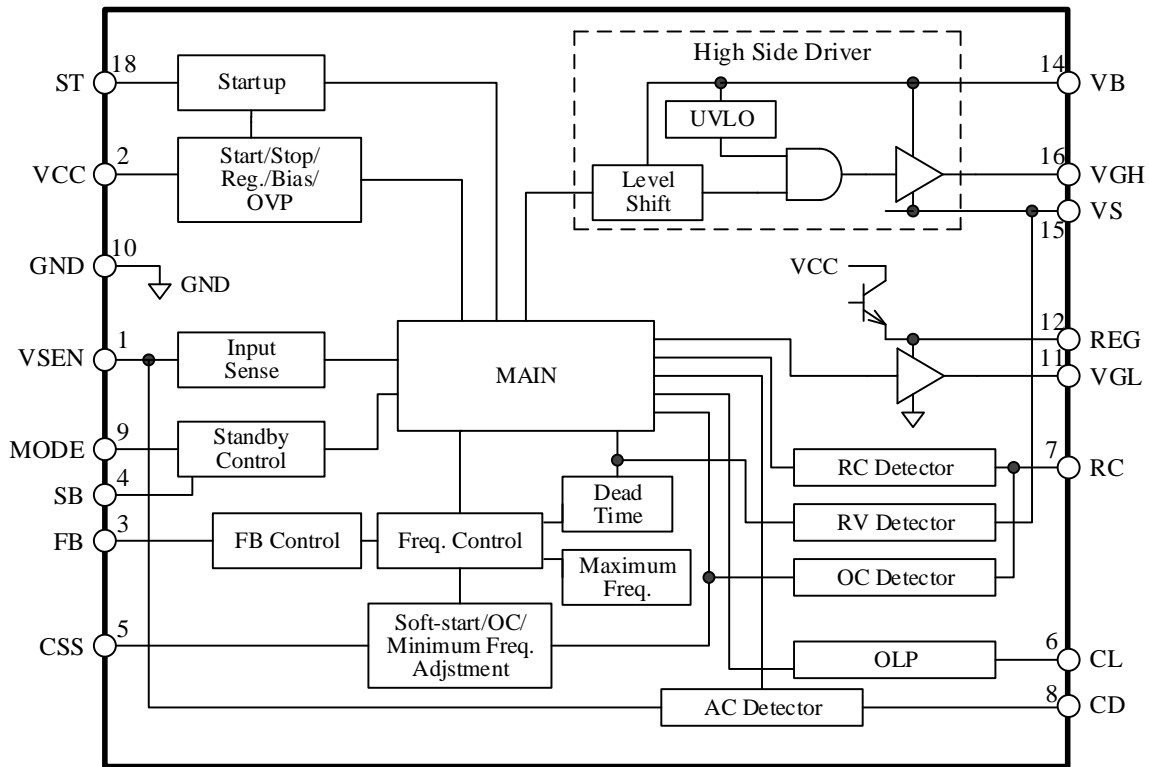 High Side Driver
18
ST
Startup
14
VB
UVLO
2
VCC
Start/Stop/
Reg./Bias/
OVP
Level
Shift
16
VGH
VS
15
10
GND
GND
VCC
1
VSEN
Input
Sense
MAIN
12
REG
11
VGL
9
MODE
Standby
Control
4
SB
RC Detector
7
RC
3
FB
FB Control
Freq. Control
Dead
Time
RV Detector
Maximum
Freq.
OC Detector
5
CSS
Soft-start/OC/
Minimum Freq.
Adjstment
OLP
6
CL
AC Detector
8
CD